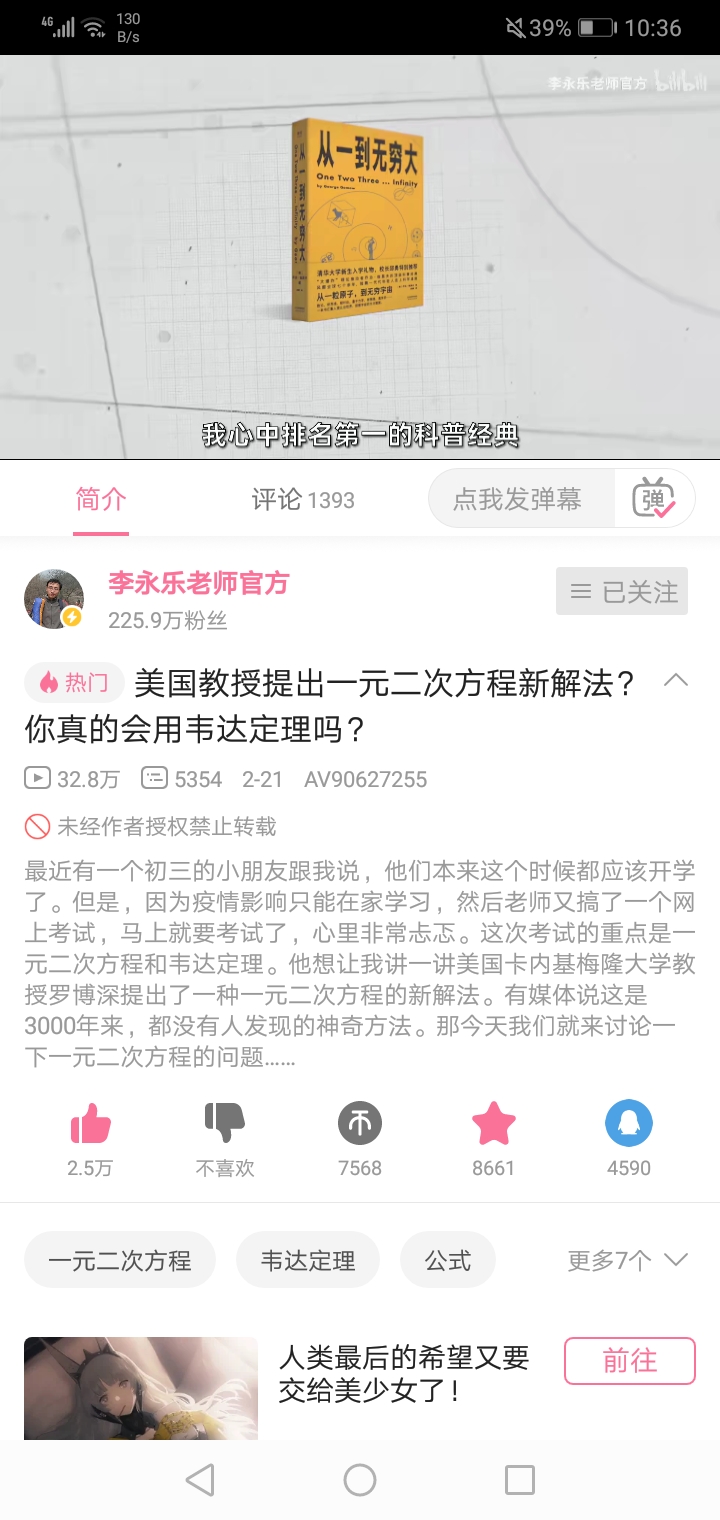 4G 130 B/s 39% 10:36
李永乐老师官方 bilibili
从一到无穷大
One Two Three ... Infinity
by George Gamow
从一到无穷大
清华大学新生入学礼物,
从一粒原子,到无穷宇宙
我心中排名第一的科普经典
简介 评论 1393 点我发弹幕 弹
李永乐老师官方
225.9万粉丝
已关注
热门 美国教授提出一元二次方程新解法?
你真的会用韦达定理吗?
32.8万 5354 2-21 AV90627255
未经作者授权禁止转载
最近有一个初三的小朋友跟我说,他们本来这个时候都应该开学
了。但是,因为疫情影响只能在家学习,然后老师又搞了一个网
上考试,马上就要考试了,心里非常忐忑。这次考试的重点是一
元二次方程和韦达定理。他想让我讲一讲美国卡内基梅隆大学教
授罗博深提出了一种一元二次方程的新解法。有媒体说这是
3000年来,都没有人发现的神奇方法。那今天我们就来讨论一
下一元二次方程的问题……
2.5万 不喜欢 7568 8661 4590
一元二次方程 韦达定理 公式 更多7个
人类最后的希望又要
交给美少女了!
前往